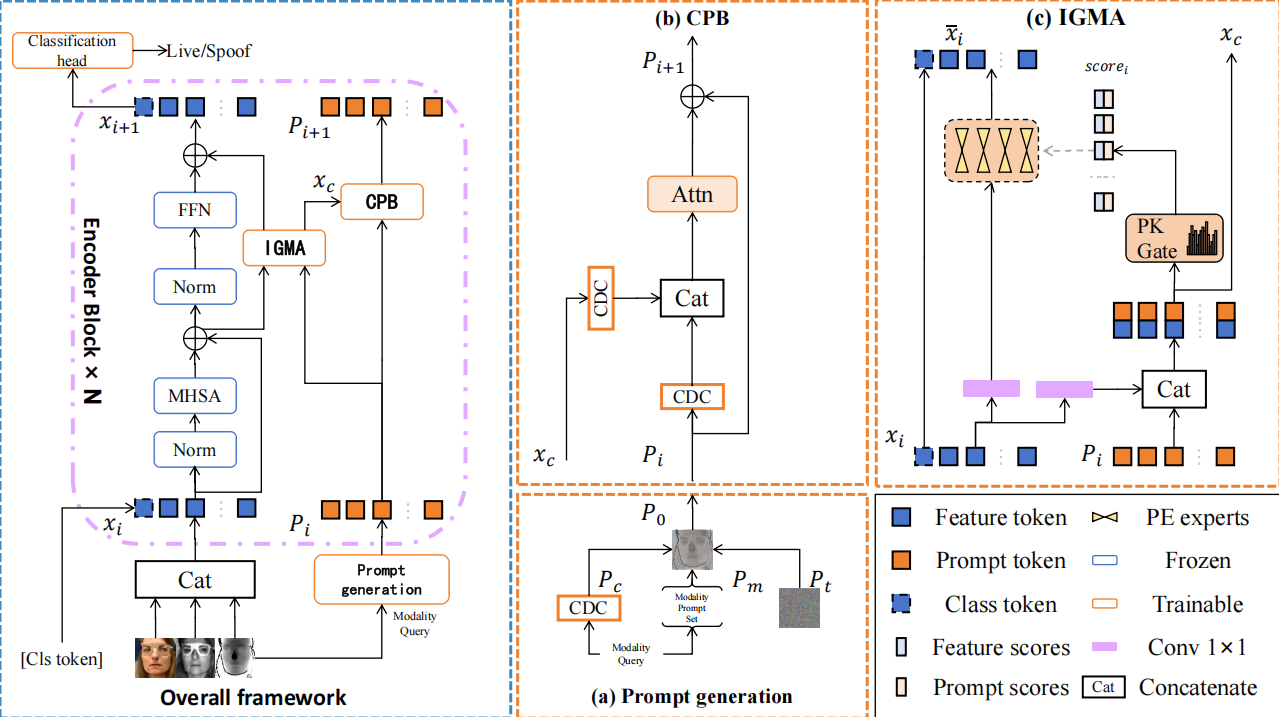 Classification
head
Live/Spoof
x_{i+1}
P_{i+1}
x_c
FFN
CPB
IGMA
Norm
Encoder Block × N
MHSA
Norm
x_i
P_i
Cat
Prompt
generation
Modality
Query
[Cls token]
Overall framework
(b) CPB
P_{i+1}
Attn
CDC
Cat
CDC
x_c
P_i
P_0
P_c
P_m
P_t
CDC
Modality
Prompt
Set
Modality
Query
(a) Prompt generation
(c) IGMA
x̄_i
x_c
score_i
PK
Gate
Cat
x_i
P_i
Feature token
PE experts
Prompt token
Frozen
Class token
Trainable
Feature scores
Conv 1×1
Prompt scores
Cat
Concatenate